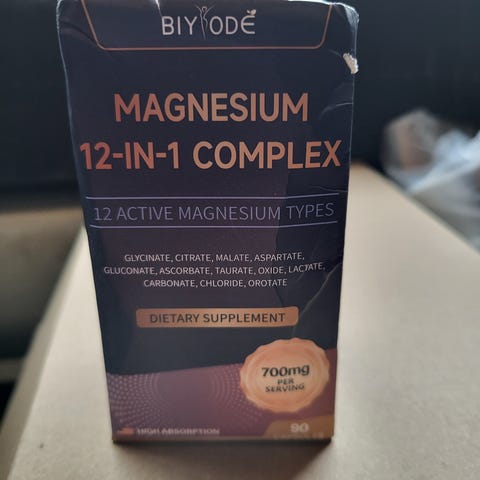 BIYODE
MAGNESIUM
12-IN-1 COMPLEX
12 ACTIVE MAGNESIUM TYPES
GLYCINATE, CITRATE, MALATE, ASPARTATE,
GLUCONATE, ASCORBATE, TAURATE, OXIDE, LACTATE,
CARBONATE, CHLORIDE, OROTATE
DIETARY SUPPLEMENT
700mg
PER
SERVING
HIGH ABSORPTION
90